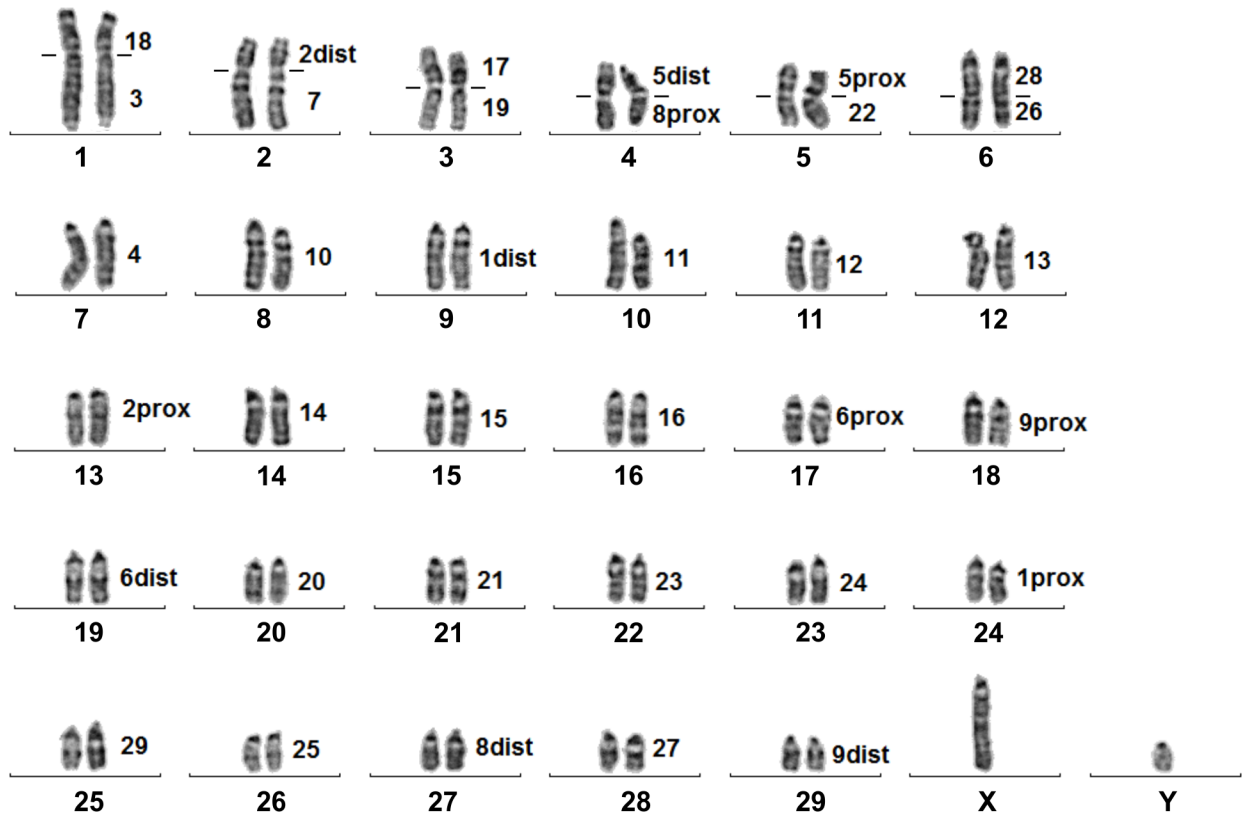 18 2dist 17 5dist 5prox 28
3 7 19 8prox 22 26
1 2 3 4 5 6
4 10 1dist 11 12 13
7 8 9 10 11 12
2prox 14 15 16 6prox 9prox
13 14 15 16 17 18
6dist 20 21 23 24 1prox
19 20 21 22 23 24
29 25 8dist 27 9dist
25 26 27 28 29 X Y